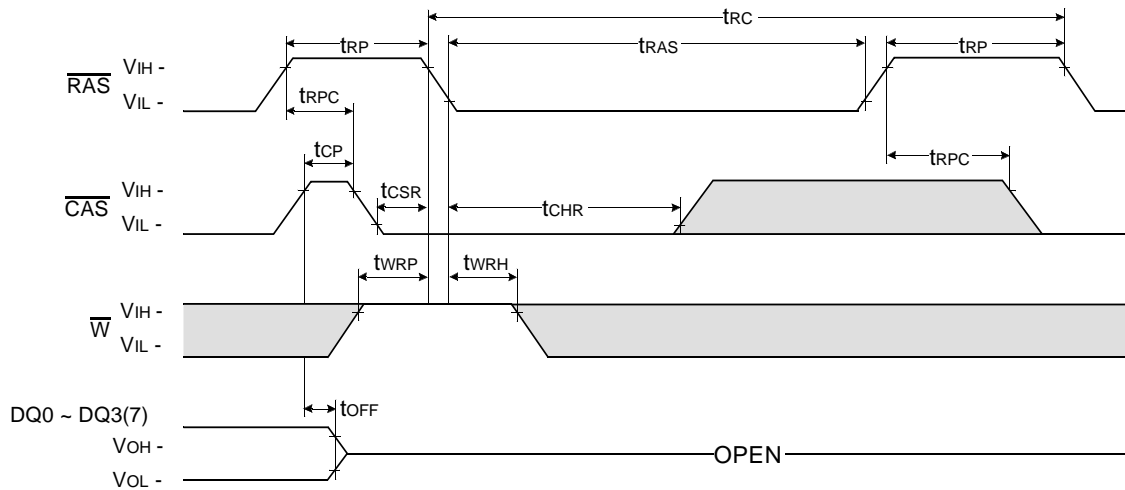 tRC
tRP tRAS tRP
RAS VIH -
VIL -
tRPC
tCP tRPC
CAS VIH -
VIL -
tCSR tCHR
tWRP tWRH
W VIH -
VIL -
tOFF
DQ0 ~ DQ3(7)
VOH -
VOL -
OPEN